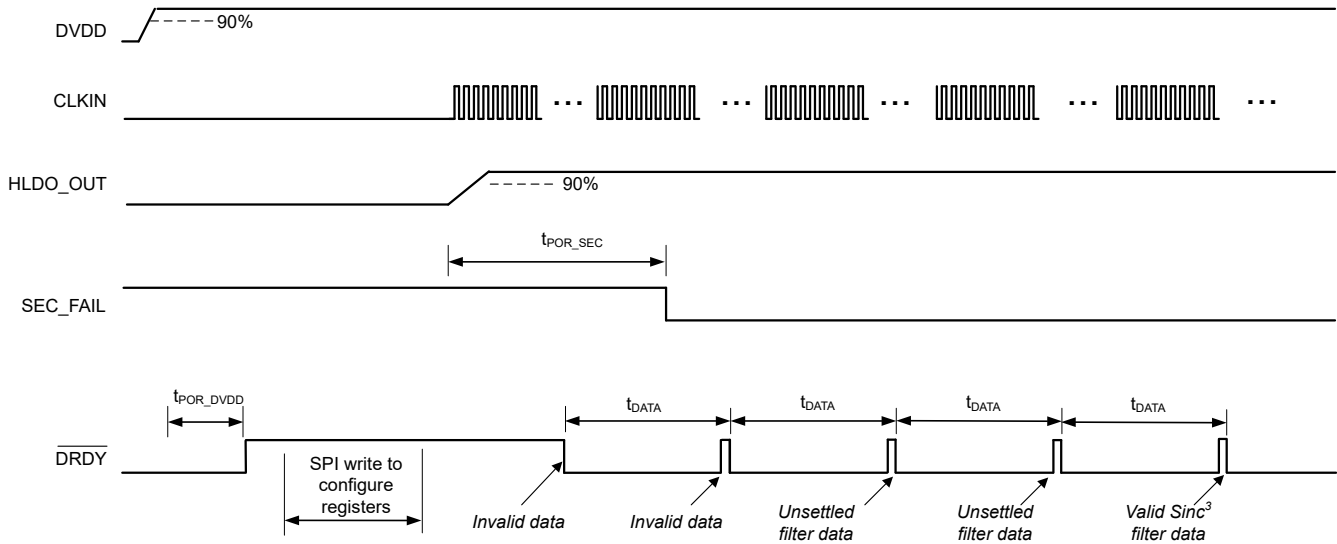 DVDD
90%
CLKIN
... ... ... ... ...
HLDO_OUT
90%
tPOR_SEC
SEC_FAIL
tPOR_DVDD
tDATA
tDATA
tDATA
tDATA
DRDY
SPI write to
configure
registers
Invalid data
Invalid data
Unsettled
filter data
Unsettled
filter data
Valid Sinc³
filter data